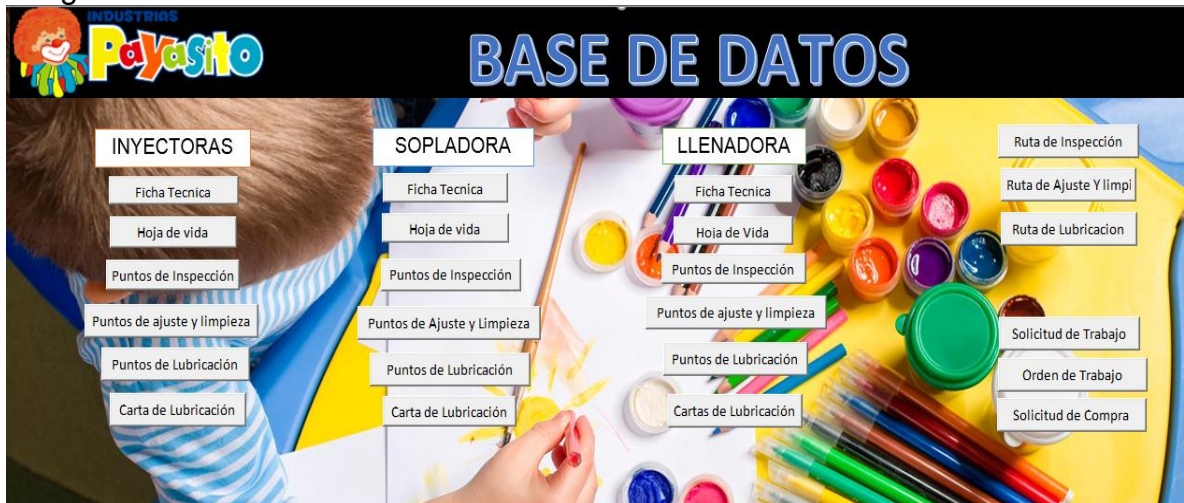 INDUSTRIAS
Payasito
BASE DE DATOS
INYECTORAS
Ficha Tecnica
Hoja de vida
Puntos de Inspección
Puntos de ajuste y limpieza
Puntos de Lubricación
Carta de Lubricación
SOPLADORA
Ficha Tecnica
Hoja de vida
Puntos de Inspección
Puntos de Ajuste y Limpieza
Puntos de Lubricación
Carta de Lubricación
LLENADORA
Ficha Tecnica
Hoja de Vida
Puntos de Inspección
Puntos de ajuste y limpieza
Puntos de Lubricación
Cartas de Lubricación
Ruta de Inspección
Ruta de Ajuste Y limpi
Ruta de Lubricacion
Solicitud de Trabajo
Orden de Trabajo
Solicitud de Compra